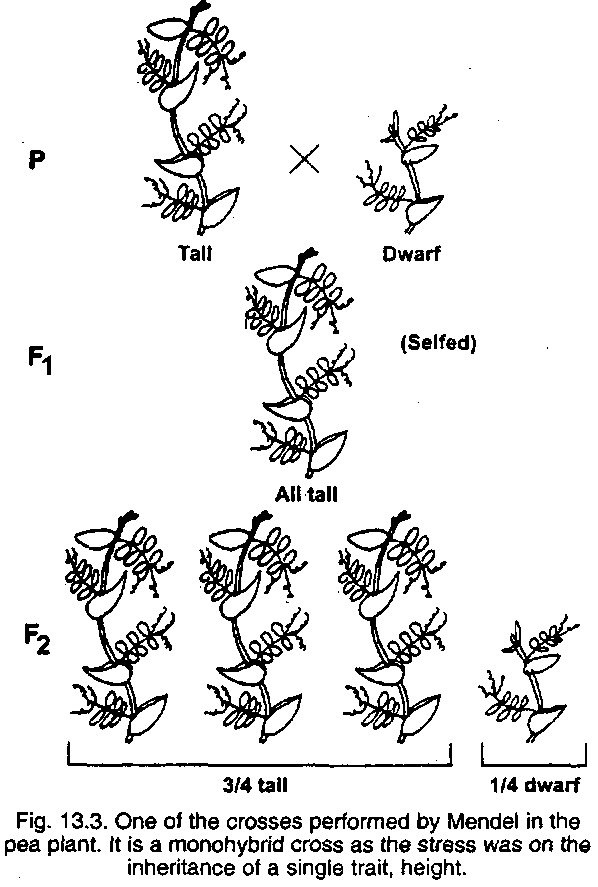 P
Tall
Dwarf
F1
(Selfed)
All tall
F2
3/4 tall
1/4 dwarf
Fig. 13.3. One of the crosses performed by Mendel in the
pea plant. It is a monohybrid cross as the stress was on the
inheritance of a single trait, height.